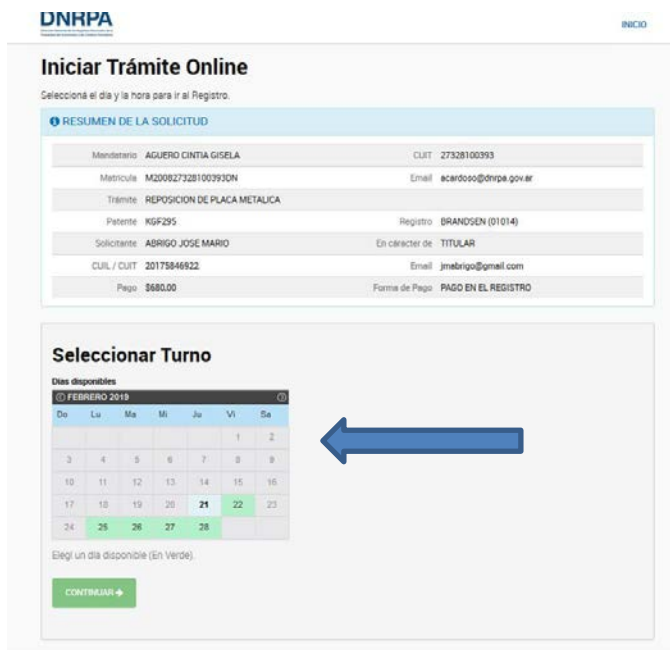 DNRPA
INICIO
Iniciar Trámite Online
Seleccioná el día y la hora para ir al Registro.
RESUMEN DE LA SOLICITUD
Mandatario AGUERO CINTIA GISELA CUIT 27328100393
Matricula M200827328100393DN Email acardoso@dnrpa.gov.ar
Trámite REPOSICION DE PLACA METALICA
Patente KGF295 Registro BRANDSEN (01014)
Solicitante ABRIGO JOSE MARIO En cáracter de TITULAR
CUIL / CUIT 20175846922 Email jmabrigo@gmail.com
Pago $680.00 Forma de Pago PAGO EN EL REGISTRO
Seleccionar Turno
Días disponibles
FEBRERO 2019
Do Lu Ma Mi Ju Vi Sa
1 2
3 4 5 6 7 8 9
10 11 12 13 14 15 16
17 18 19 20 21 22 23
24 25 26 27 28
Elegí un día disponible (En Verde).
CONTINUAR